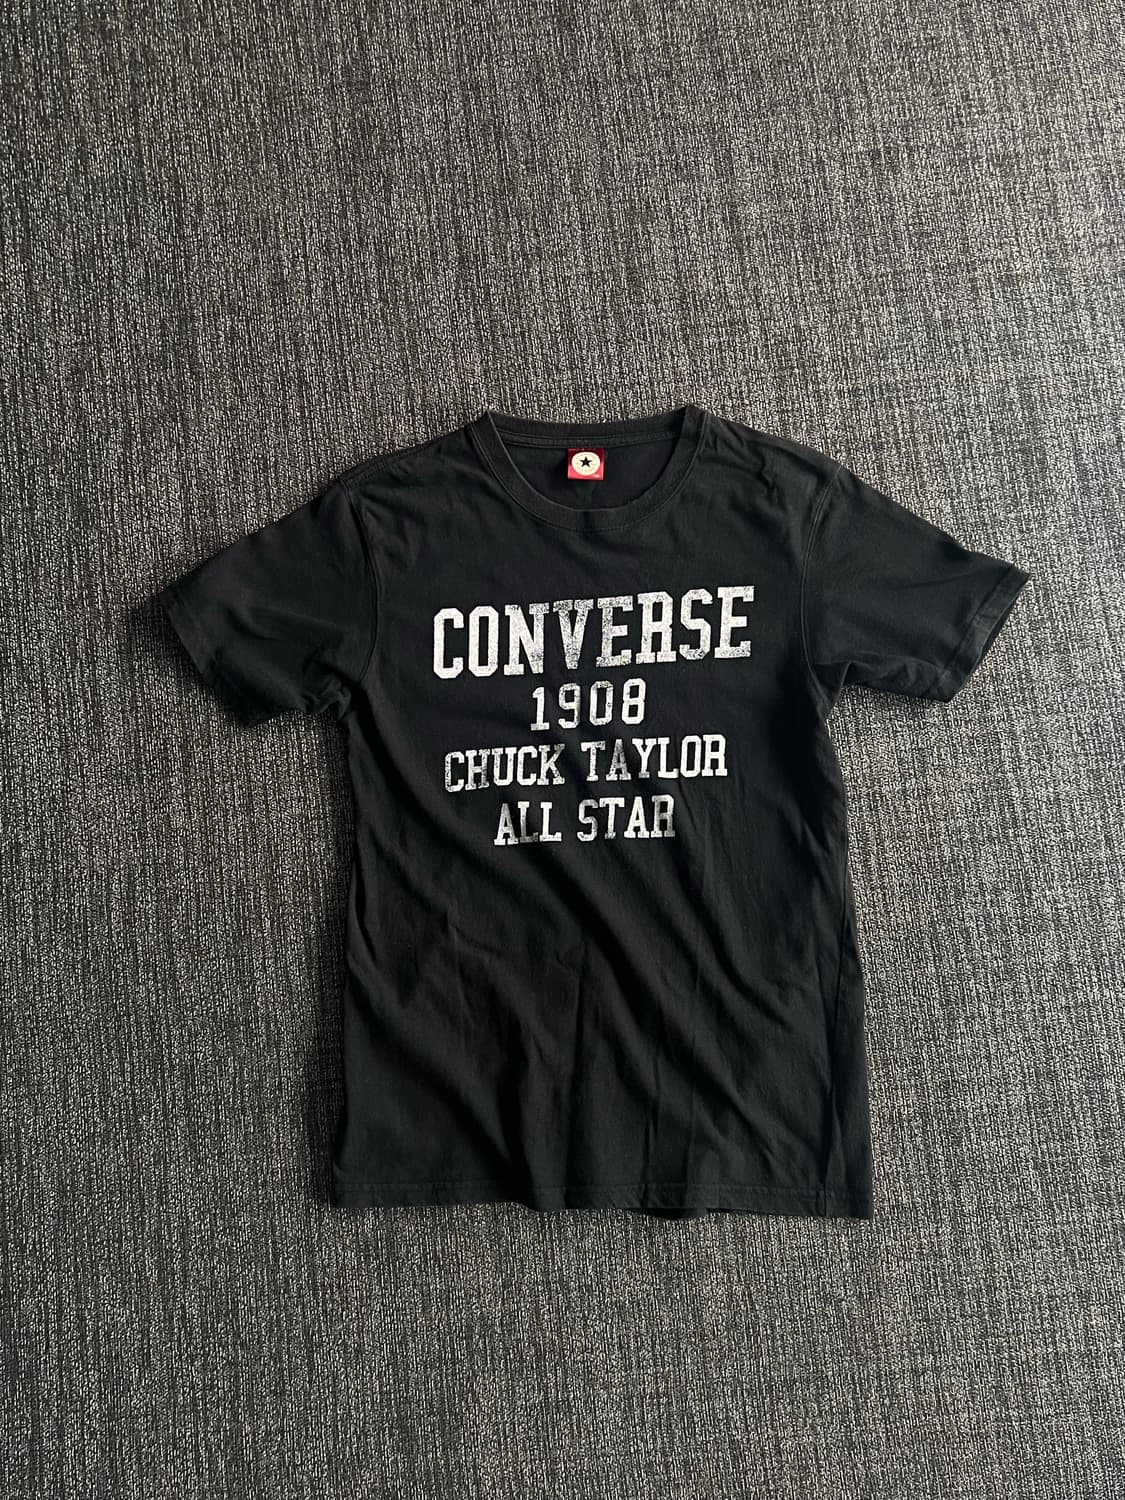 CONVERSE
1908
CHUCK TAYLOR
ALL STAR